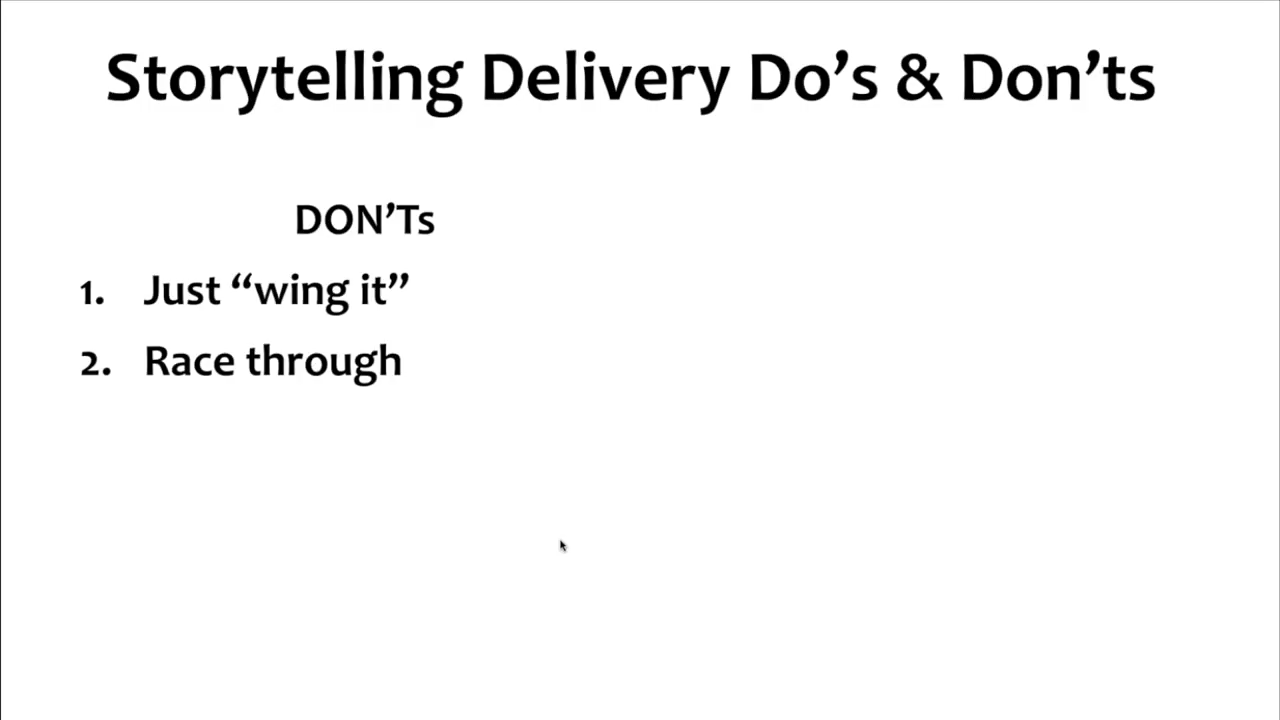 Storytelling Delivery Do’s & Don’ts
DON’Ts
1. Just “wing it”
2. Race through